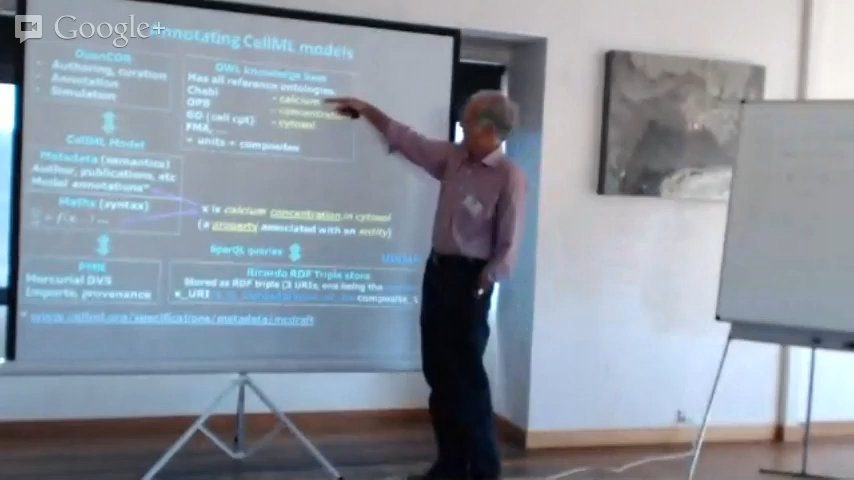 Google+
Annotating CellML models
OpenCOR
- Authoring, curation
- Annotation
- Simulation
OWL knowledge base
Has all reference ontologies
Chebi - calcium
OPB - concentration
GO (cell cpt) - cytosol
FMA, ...
+ units + composites
CellML Model
Metadata (semantics)
Author, publications, etc
Model annotations*
Maths (syntax)
x is calcium concentration in cytosol
(a property associated with an entity)
SparQL queries
PMR
Mercurial DVS
Imports, provenance
Ricardo RDF Triple store
Stored as RDF triple (3 URIs, one being the
x_URI
composite_